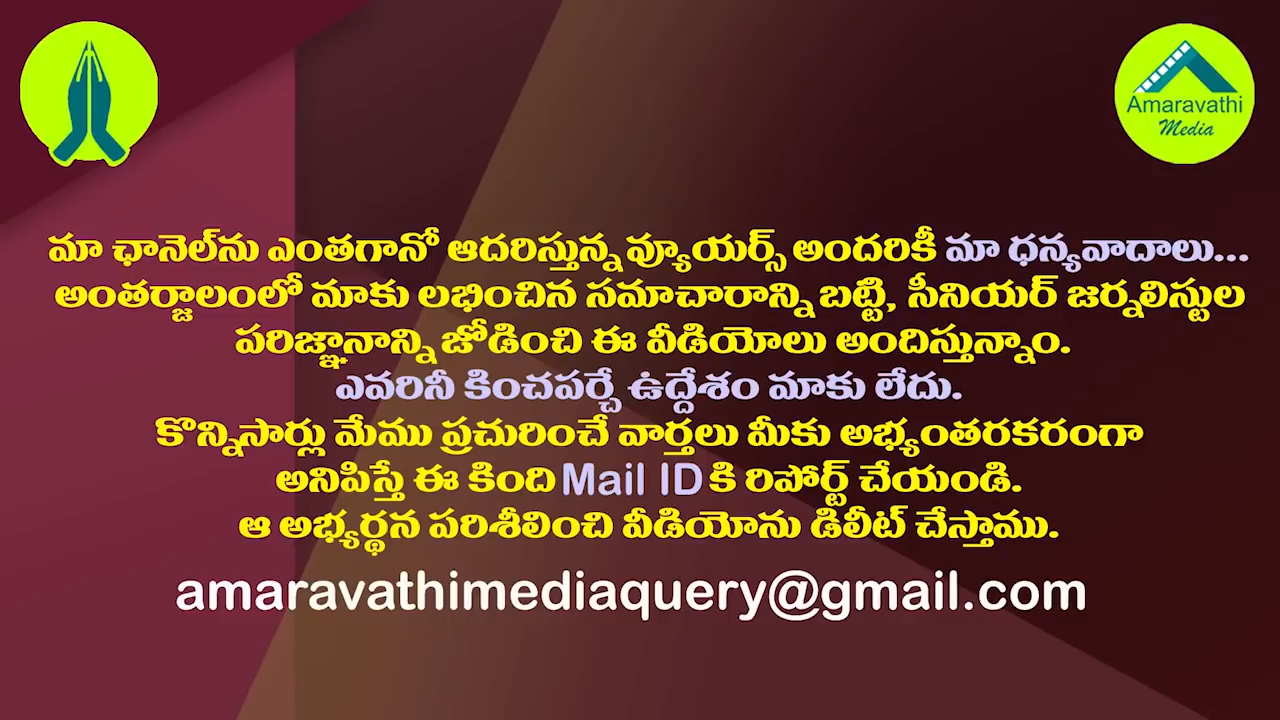 Amaravathi
Media
మా ఛానెల్‌ను ఎంతగానో ఆదరిస్తున్న వ్యూయర్స్ అందరికీ మా ధన్యవాదాలు...
అంతర్జాలంలో మాకు లభించిన సమాచారాన్ని బట్టి, సీనియర్ జర్నలిస్టుల
పరిజ్ఞానాన్ని జోడించి ఈ వీడియోలు అందిస్తున్నాం.
ఎవరినీ కించపర్చే ఉద్దేశం మాకు లేదు.
కొన్నిసార్లు మేము ప్రచురించే వార్తలు మీకు అభ్యంతరకరంగా
అనిపిస్తే ఈ కింది Mail ID కి రిపోర్ట్ చేయండి.
ఆ అభ్యర్థన పరిశీలించి వీడియోను డిలీట్ చేస్తాము.
amaravathimediaquery@gmail.com